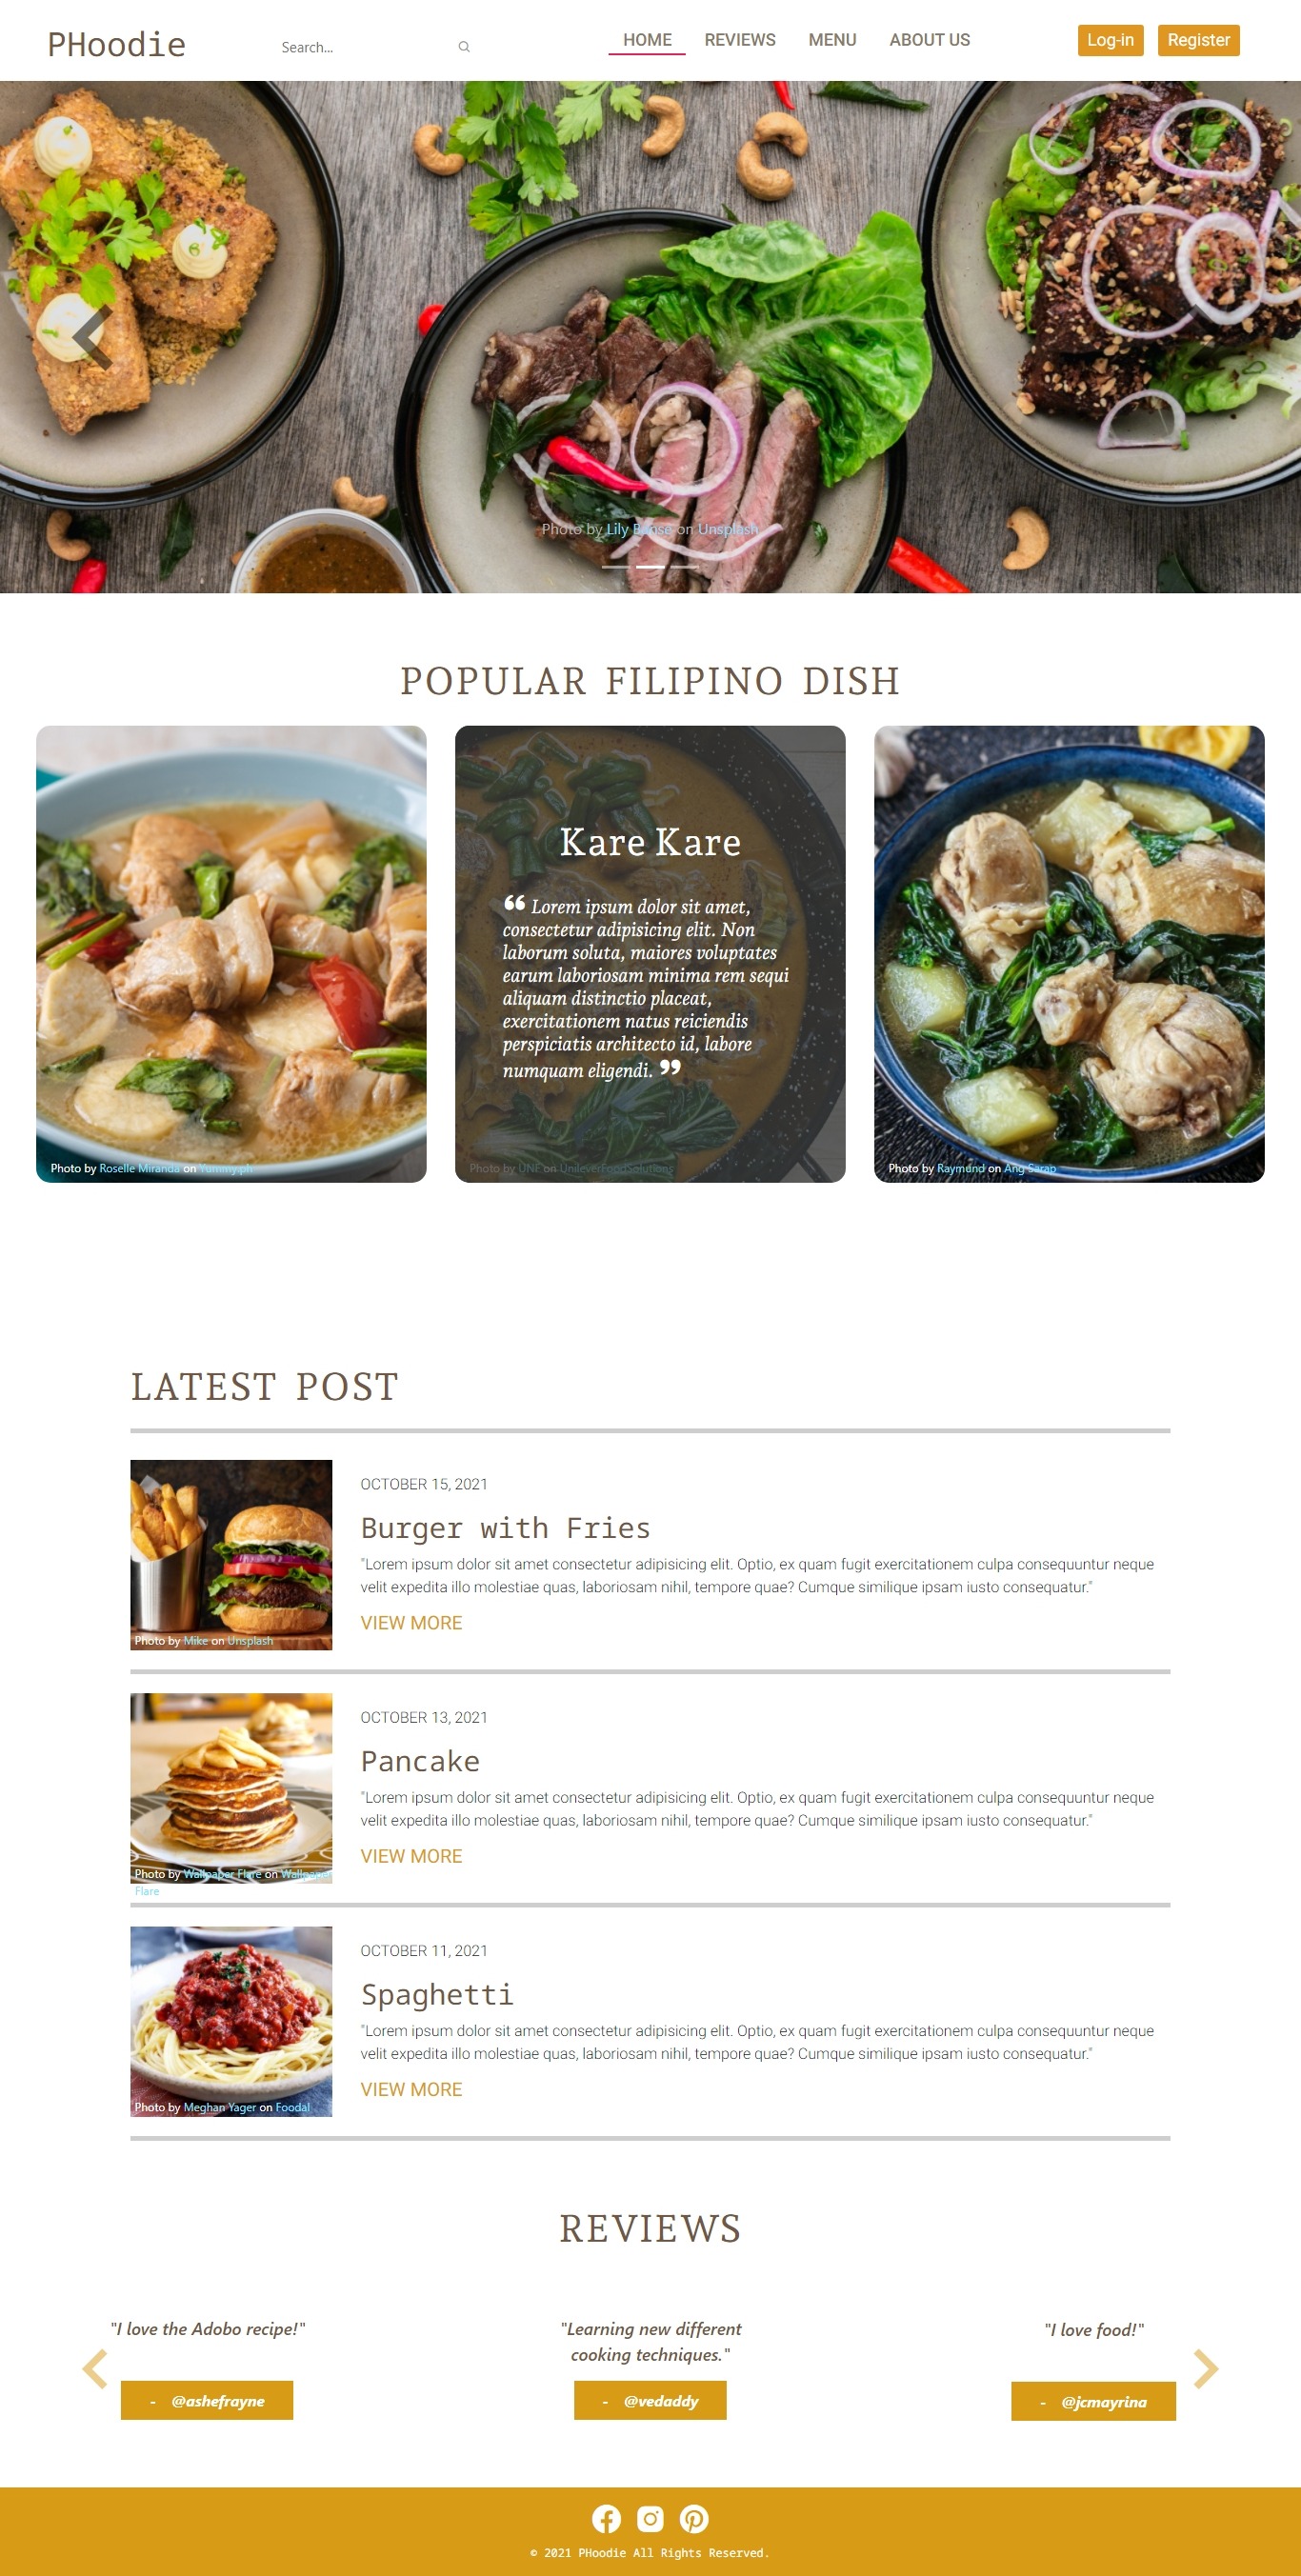 PHoodie
Search...
HOME
REVIEWS
MENU
ABOUT US
Log-in
Register
Photo by Lily Banse on Unsplash
POPULAR FILIPINO DISH
Photo by Roselle Miranda on Yummy.ph
Kare Kare
❝ Lorem ipsum dolor sit amet,
consectetur adipisicing elit. Non
laborum soluta, maiores voluptates
earum laboriosam minima rem sequi
aliquam distinctio placeat,
exercitationem natus reiciendis
perspiciatis architecto id, labore
numquam eligendi. ❞
Photo by UNF on UnileverFoodSolutions
Photo by Raymund on Ang Sarap
LATEST POST
OCTOBER 15, 2021
Burger with Fries
"Lorem ipsum dolor sit amet consectetur adipisicing elit. Optio, ex quam fugit exercitationem culpa consequuntur neque
velit expedita illo molestiae quas, laboriosam nihil, tempore quae? Cumque similique ipsam iusto consequatur."
VIEW MORE
Photo by Mike on Unsplash
OCTOBER 13, 2021
Pancake
"Lorem ipsum dolor sit amet consectetur adipisicing elit. Optio, ex quam fugit exercitationem culpa consequuntur neque
velit expedita illo molestiae quas, laboriosam nihil, tempore quae? Cumque similique ipsam iusto consequatur."
VIEW MORE
Photo by Wallpaper Flare on Wallpaper
Flare
OCTOBER 11, 2021
Spaghetti
"Lorem ipsum dolor sit amet consectetur adipisicing elit. Optio, ex quam fugit exercitationem culpa consequuntur neque
velit expedita illo molestiae quas, laboriosam nihil, tempore quae? Cumque similique ipsam iusto consequatur."
VIEW MORE
Photo by Meghan Yager on Foodal
REVIEWS
"I love the Adobo recipe!"
- @ashefrayne
"Learning new different
cooking techniques."
- @vedaddy
"I love food!"
- @jcmayrina
© 2021 PHoodie All Rights Reserved.